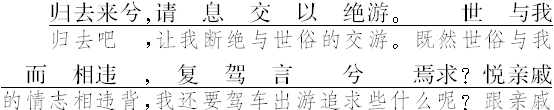 归去来兮,请息交以绝游。世与我
归去吧,让我断绝与世俗的交游。既然世俗与我
而相违,复驾言兮焉求?悦亲戚
的情志相违背,我还要驾车出游追求些什么呢?跟亲戚